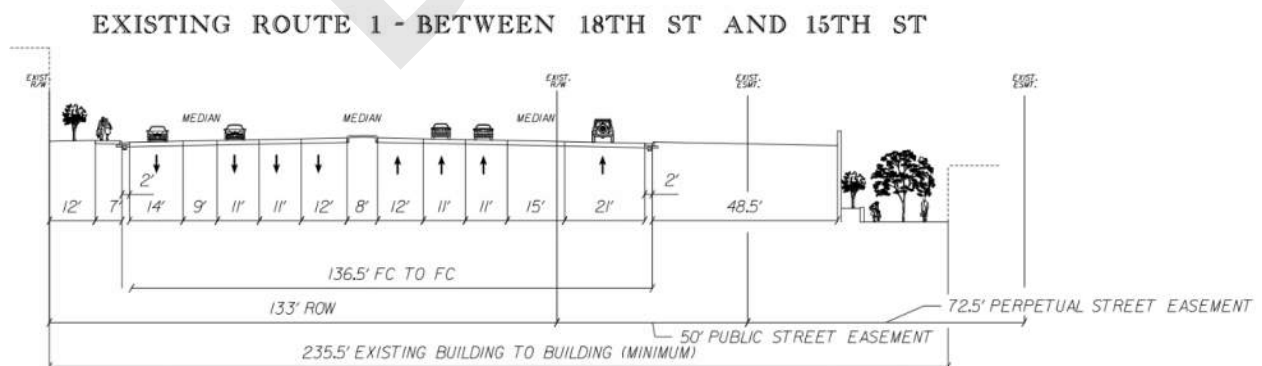 EXISTING ROUTE 1 - BETWEEN 18TH ST AND 15TH ST
EXIST. R/W
EXIST. R/W
EXIST. ESMT.
EXIST. ESMT.
MEDIAN
MEDIAN
MEDIAN
2'
2'
12'
7'
14'
9'
11'
11'
12'
8'
12'
11'
11'
15'
21'
48.5'
136.5' FC TO FC
133' ROW
72.5' PERPETUAL STREET EASEMENT
50' PUBLIC STREET EASEMENT
235.5' EXISTING BUILDING TO BUILDING (MINIMUM)